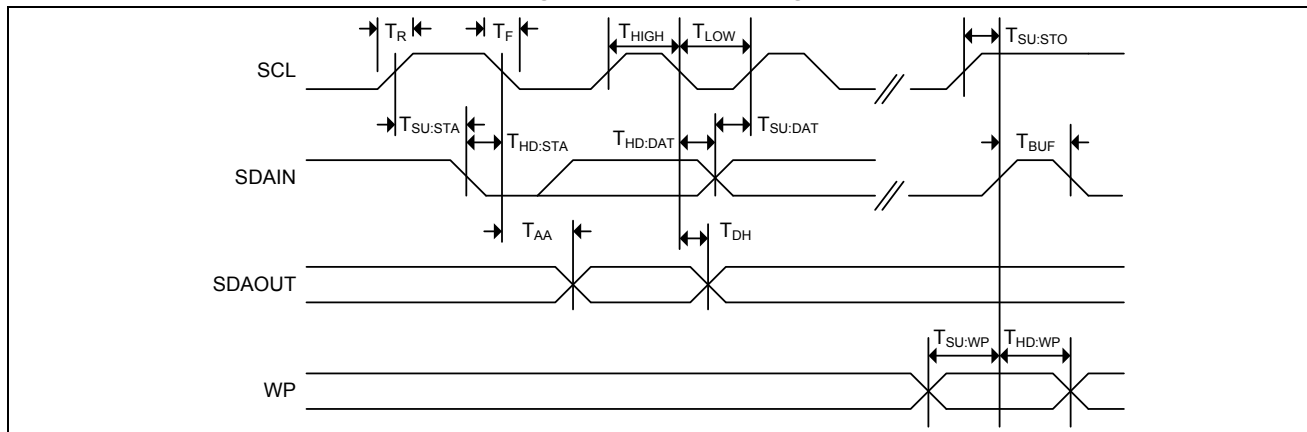 TR TF THIGH TLOW TSU:STO
SCL
TSU:STA THD:STA THD:DAT TSU:DAT TBUF
SDAIN
TAA TDH
SDAOUT
TSU:WP THD:WP
WP